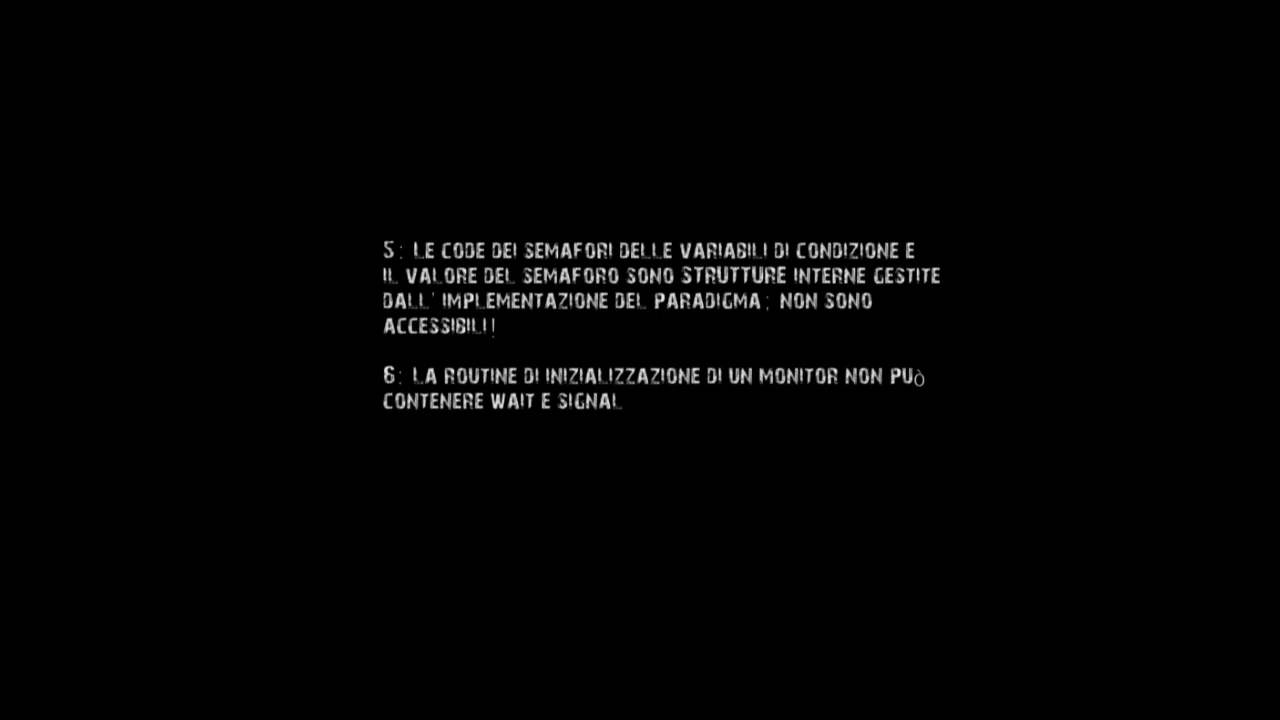 5: LE CODE DEI SEMAFORI DELLE VARIABILI DI CONDIZIONE E
IL VALORE DEL SEMAFORO SONO STRUTTURE INTERNE GESTITE
DALL'IMPLEMENTAZIONE DEL PARADIGMA; NON SONO
ACCESSIBILI!
6: LA ROUTINE DI INIZIALIZZAZIONE DI UN MONITOR NON PUÒ
CONTENERE WAIT E SIGNAL